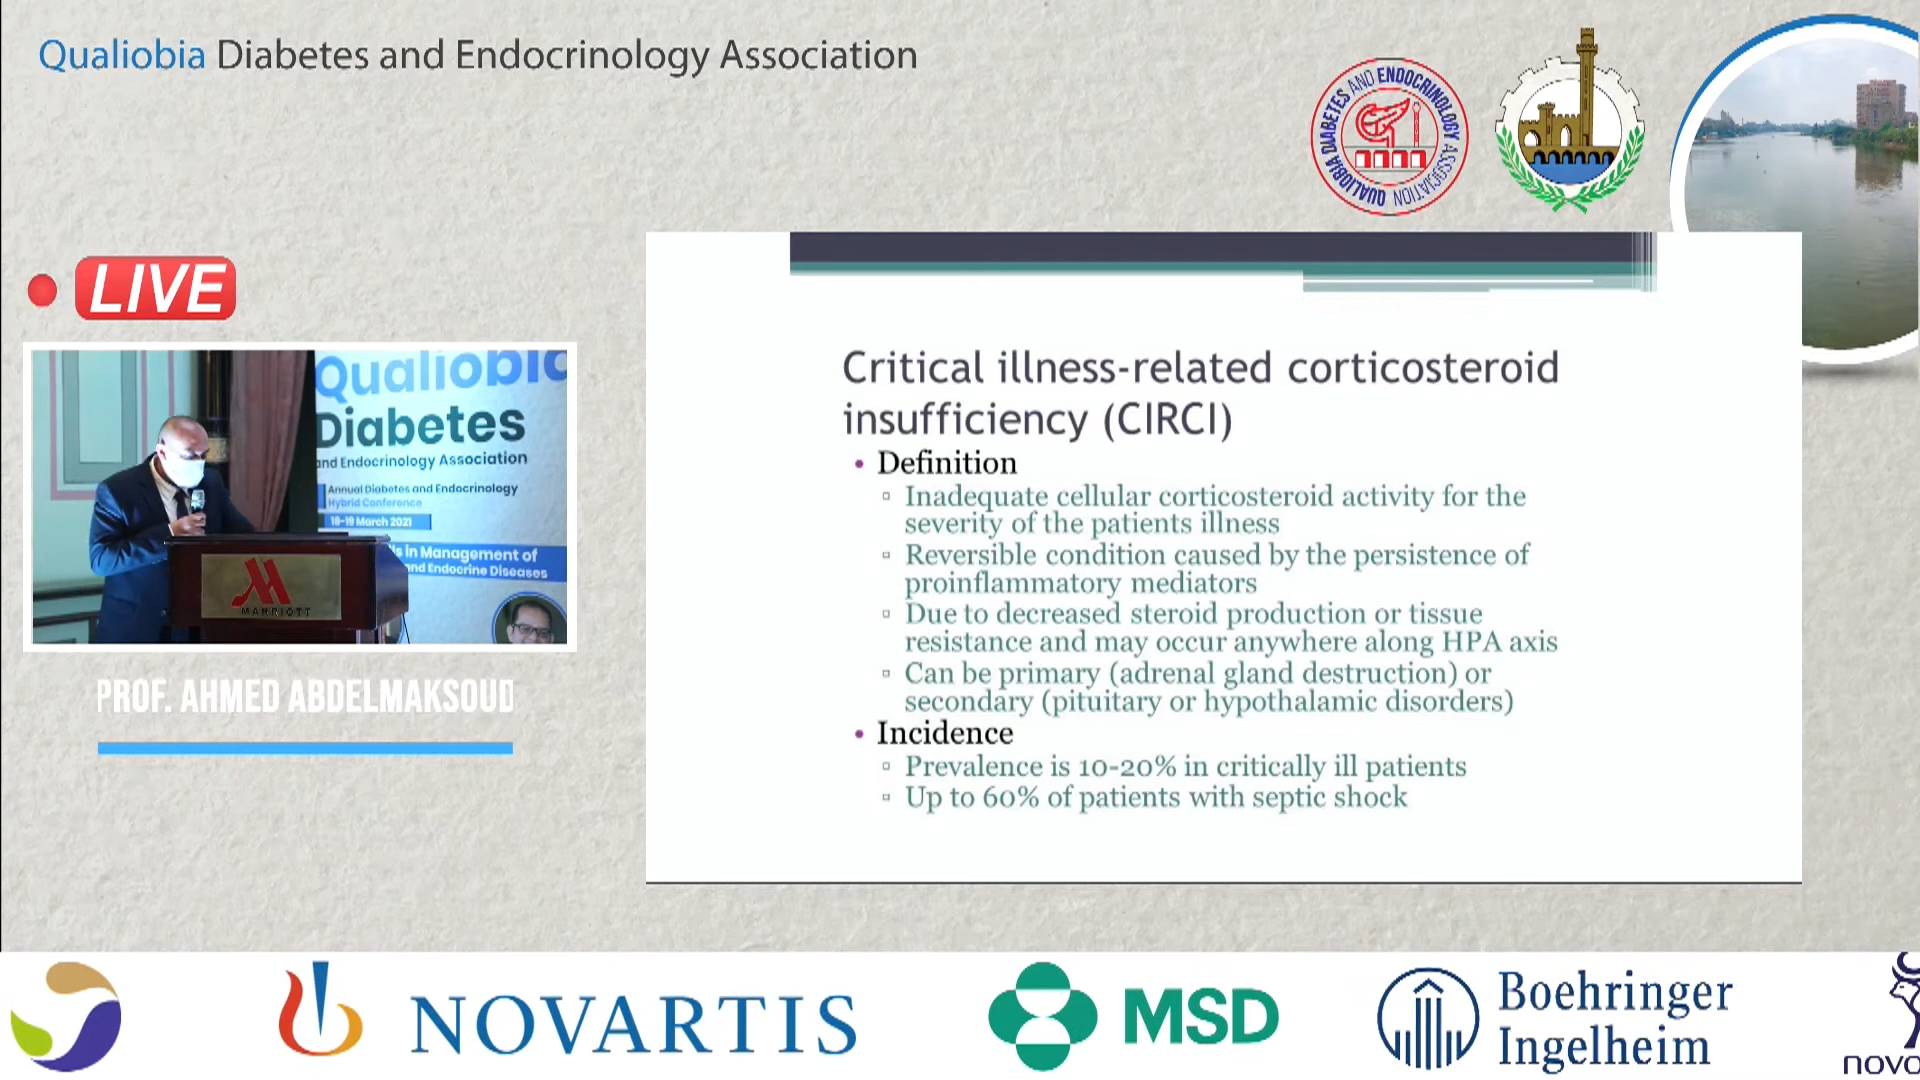 Qualiobia Diabetes and Endocrinology Association
QUALIOBIA DIABETES AND ENDOCRINOLOGY ASSOCIATION
LIVE
Qualiobia
Diabetes
and Endocrinology Association
Annual Diabetes and Endocrinology
Hybrid Conference
18-19 March 2021
in Management of
and Endocrine Diseases
MARRIOTT
PROF. AHMED ABDELMAKSOUD
Critical illness-related corticosteroid
insufficiency (CIRCI)
• Definition
▫ Inadequate cellular corticosteroid activity for the
severity of the patients illness
▫ Reversible condition caused by the persistence of
proinflammatory mediators
▫ Due to decreased steroid production or tissue
resistance and may occur anywhere along HPA axis
▫ Can be primary (adrenal gland destruction) or
secondary (pituitary or hypothalamic disorders)
• Incidence
▫ Prevalence is 10-20% in critically ill patients
▫ Up to 60% of patients with septic shock
NOVARTIS
MSD
Boehringer
Ingelheim
novo